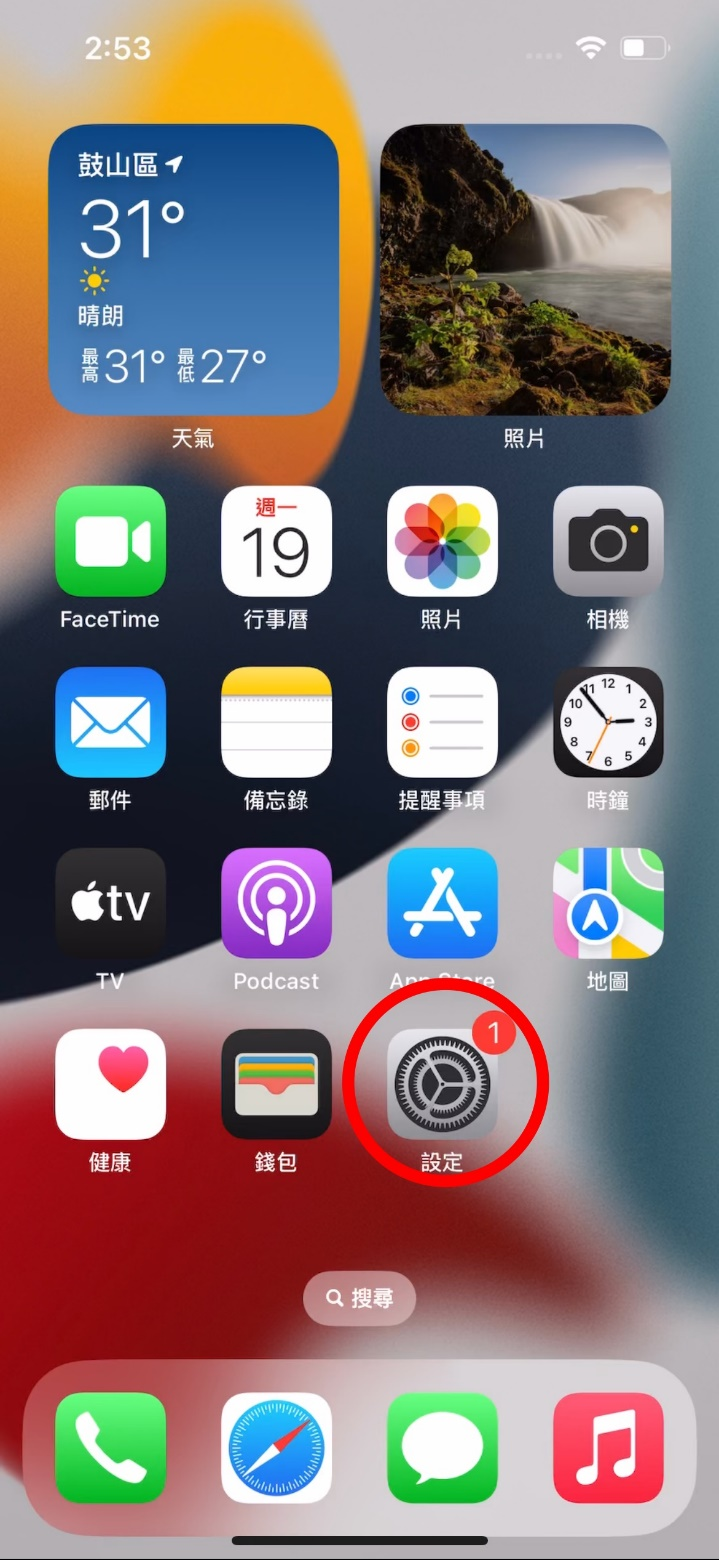 2:53
鼓山區
31°
晴朗
最高31° 最低27°
天氣
照片
週一
19
FaceTime
行事曆
照片
相機
12
11 1
10 2
9 3
8 4
7 5
6
郵件
備忘錄
提醒事項
時鐘
tv
TV
Podcast
App Store
地圖
1
健康
錢包
設定
搜尋